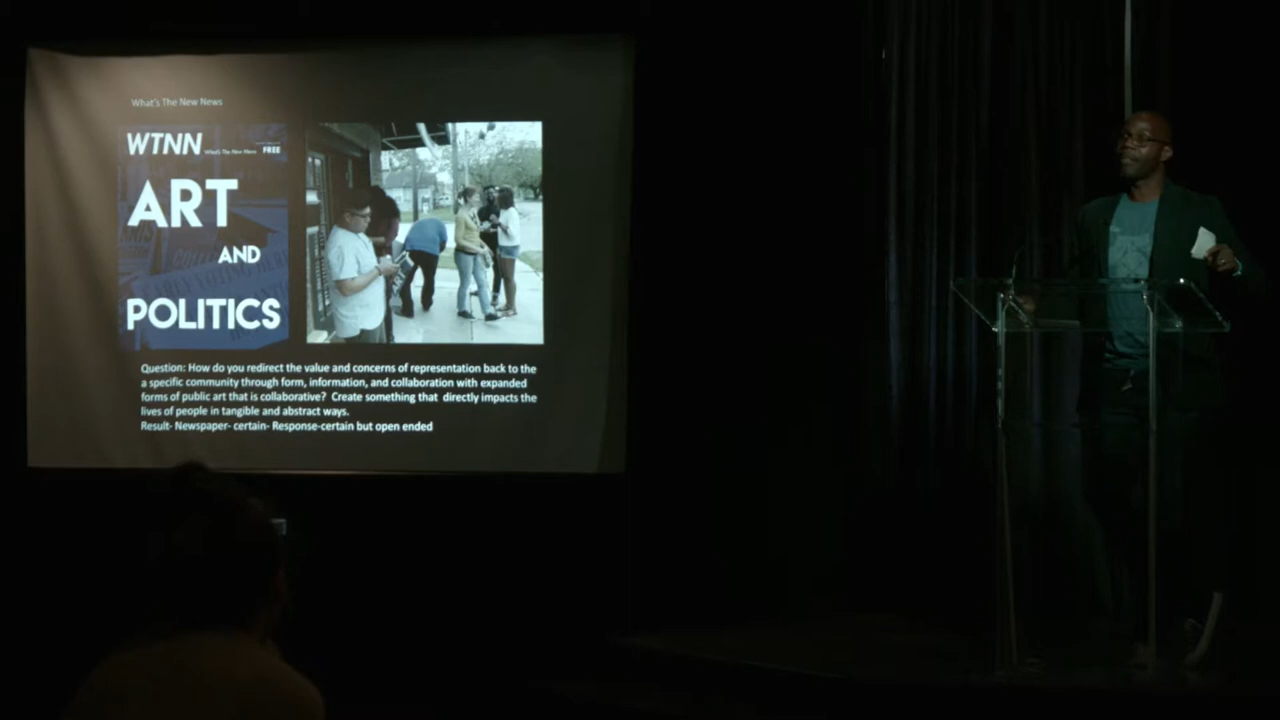 What's The New News
WTNN What's The New News FREE
ART
AND
POLITICS
Question: How do you redirect the value and concerns of representation back to the
a specific community through form, information, and collaboration with expanded
forms of public art that is collaborative? Create something that directly impacts the
lives of people in tangible and abstract ways.
Result- Newspaper- certain- Response-certain but open ended